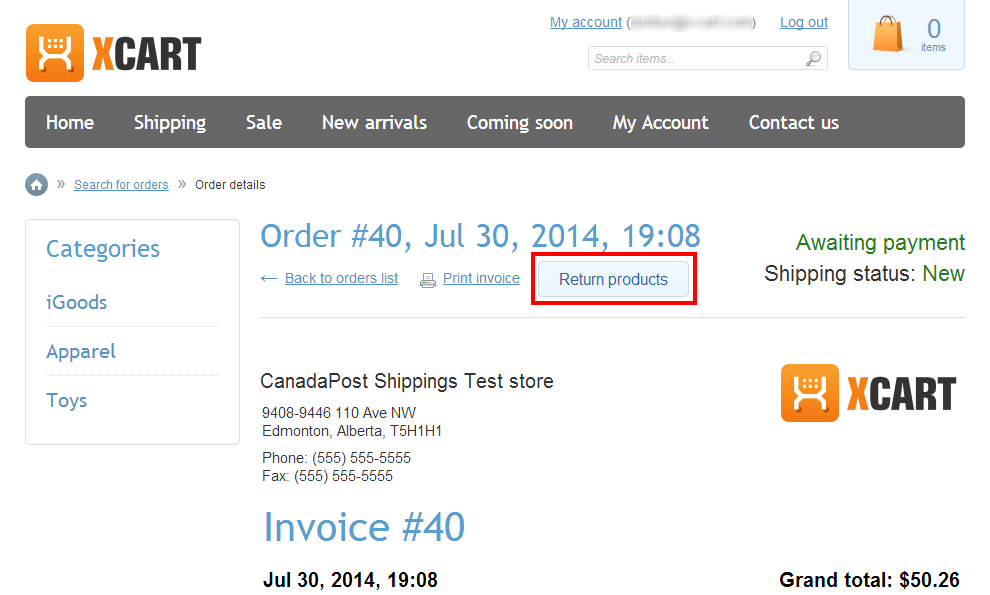 My account ( ) Log out
0
items
XCART
Search items...
Home Shipping Sale New arrivals Coming soon My Account Contact us
» Search for orders » Order details
Categories
iGoods
Apparel
Toys
Order #40, Jul 30, 2014, 19:08
← Back to orders list Print invoice Return products
Awaiting payment
Shipping status: New
CanadaPost Shippings Test store
XCART
9408-9446 110 Ave NW
Edmonton, Alberta, T5H1H1
Phone: (555) 555-5555
Fax: (555) 555-5555
Invoice #40
Jul 30, 2014, 19:08 Grand total: $50.26